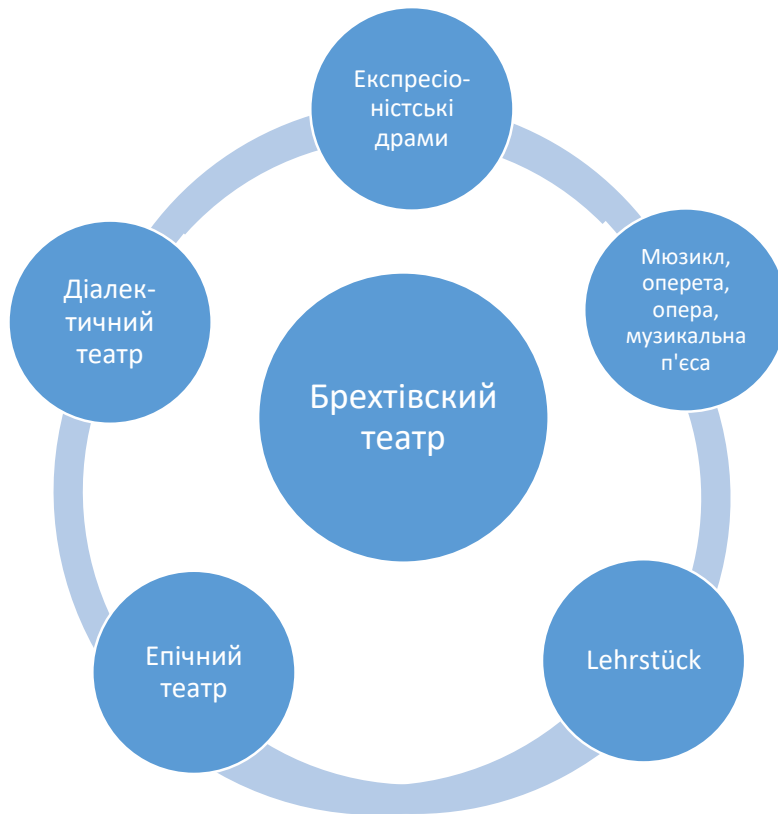 Експресіо-
ністські
драми
Мюзикл,
оперета,
опера,
музикальна
п'єса
Діалек-
тичний
театр
Брехтівский
театр
Епічний
театр
Lehrstück